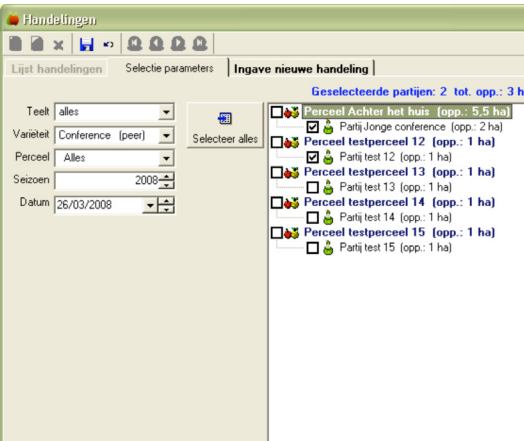 Handelingen
Lijst handelingen Selectie parameters Ingave nieuwe handeling
Geselecteerde partijen: 2 tot. opp.: 3 h
Teelt alles
Variëteit Conference (peer)
Perceel Alles
Seizoen 2008
Datum 26/03/2008
Selecteer alles
Perceel Achter het huis (opp.: 5,5 ha)
Partij Jonge conference (opp.: 2 ha)
Perceel testperceel 12 (opp.: 1 ha)
Partij test 12 (opp.: 1 ha)
Perceel testperceel 13 (opp.: 1 ha)
Partij test 13 (opp.: 1 ha)
Perceel testperceel 14 (opp.: 1 ha)
Partij test 14 (opp.: 1 ha)
Perceel testperceel 15 (opp.: 1 ha)
Partij test 15 (opp.: 1 ha)